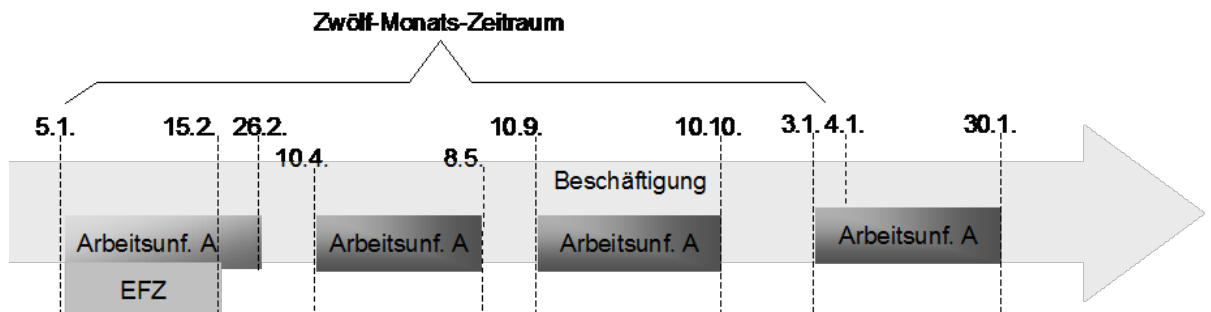 Zwölf-Monats-Zeitraum
5.1. 15.2. 26.2. 10.9. 10.10. 3.1. 4.1. 30.1.
10.4. 8.5.
Beschäftigung
Arbeitsunf. A Arbeitsunf. A Arbeitsunf. A Arbeitsunf. A
EFZ